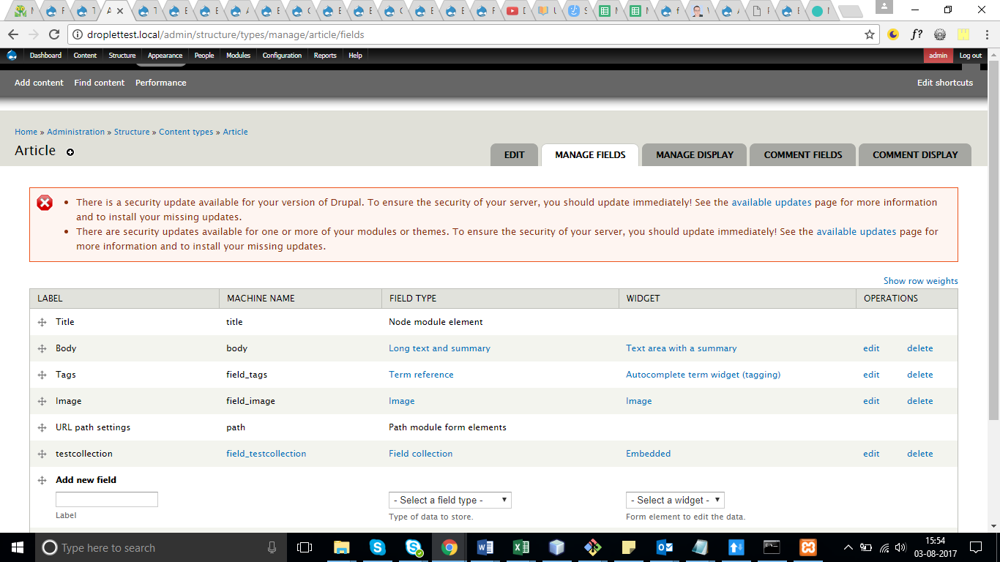 droplettest.local/admin/structure/types/manage/article/fields
Dashboard Content Structure Appearance People Modules Configuration Reports Help admin Log out
Add content Find content Performance Edit shortcuts
Home » Administration » Structure » Content types » Article
Article
EDIT MANAGE FIELDS MANAGE DISPLAY COMMENT FIELDS COMMENT DISPLAY
There is a security update available for your version of Drupal. To ensure the security of your server, you should update immediately! See the available updates page for more information
and to install your missing updates.
There are security updates available for one or more of your modules or themes. To ensure the security of your server, you should update immediately! See the available updates page for
more information and to install your missing updates.
Show row weights
LABEL MACHINE NAME FIELD TYPE WIDGET OPERATIONS
Title title Node module element
Body body Long text and summary Text area with a summary edit delete
Tags field_tags Term reference Autocomplete term widget (tagging) edit delete
Image field_image Image Image edit delete
URL path settings path Path module form elements
testcollection field_testcollection Field collection Embedded edit delete
Add new field
- Select a field type - - Select a widget -
Label Type of data to store. Form element to edit the data.
Type here to search
15:54
03-08-2017